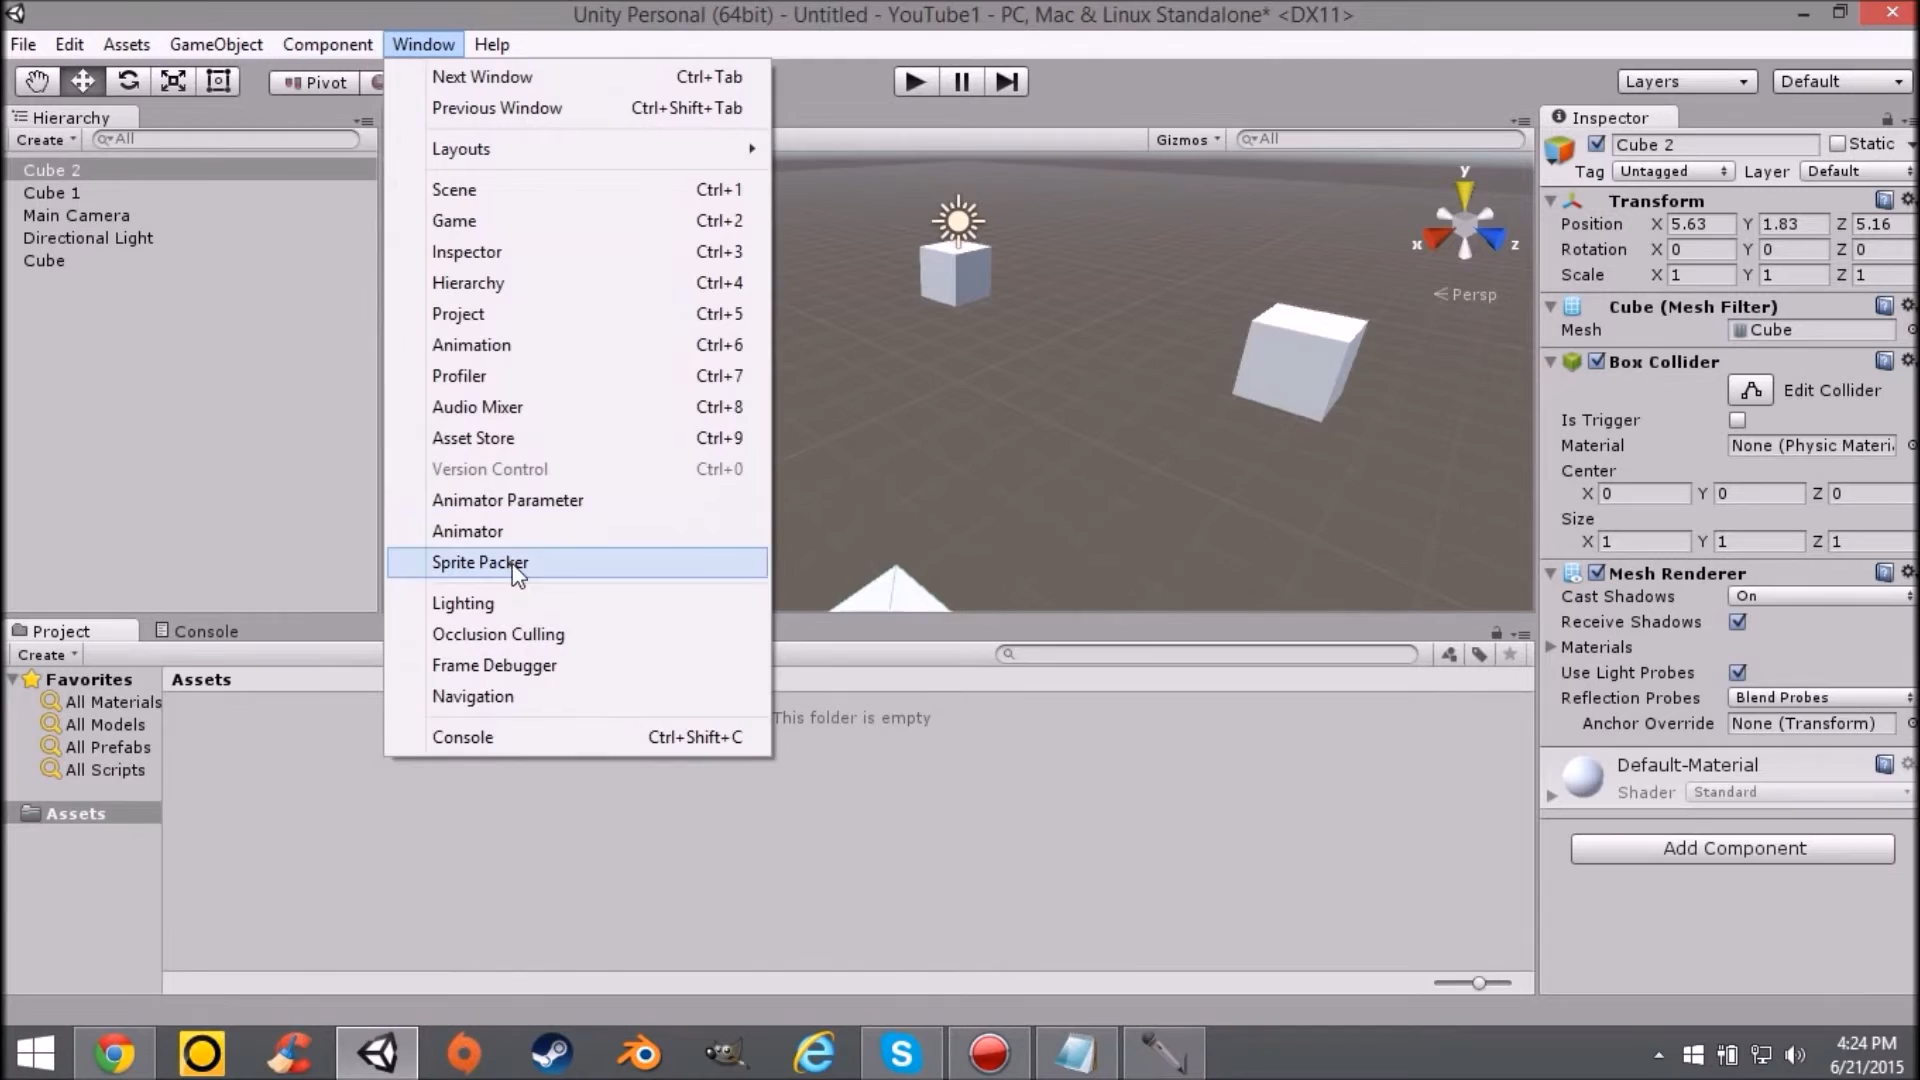 Unity Personal (64bit) - Untitled - YouTube1 - PC, Mac & Linux Standalone* <DX11>
File Edit Assets GameObject Component Window Help
Pivot
Layers
Default
Next Window Ctrl+Tab
Previous Window Ctrl+Shift+Tab
Layouts
Scene Ctrl+1
Game Ctrl+2
Inspector Ctrl+3
Hierarchy Ctrl+4
Project Ctrl+5
Animation Ctrl+6
Profiler Ctrl+7
Audio Mixer Ctrl+8
Asset Store Ctrl+9
Version Control Ctrl+0
Animator Parameter
Animator
Sprite Packer
Lighting
Occlusion Culling
Frame Debugger
Navigation
Console Ctrl+Shift+C
Hierarchy
Create All
Cube 2
Cube 1
Main Camera
Directional Light
Cube
Gizmos All
y
x z
Persp
Inspector
Cube 2 Static
Tag Untagged Layer Default
Transform
Position X 5.63 Y 1.83 Z 5.16
Rotation X 0 Y 0 Z 0
Scale X 1 Y 1 Z 1
Cube (Mesh Filter)
Mesh Cube
Box Collider
Edit Collider
Is Trigger
Material None (Physic Materi
Center
X 0 Y 0 Z 0
Size
X 1 Y 1 Z 1
Mesh Renderer
Cast Shadows On
Receive Shadows
Materials
Use Light Probes
Reflection Probes Blend Probes
Anchor Override None (Transform)
Default-Material
Shader Standard
Add Component
Project Console
Create
Favorites
All Materials
All Models
All Prefabs
All Scripts
Assets
Assets
This folder is empty
4:24 PM
6/21/2015